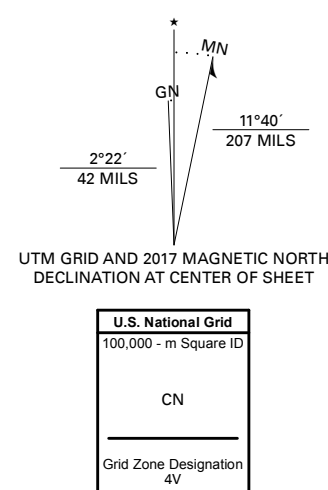 ★
MN
GN
11°40´
207 MILS
2°22´
42 MILS
UTM GRID AND 2017 MAGNETIC NORTH
DECLINATION AT CENTER OF SHEET
U.S. National Grid
100,000 - m Square ID
CN
Grid Zone Designation
4V